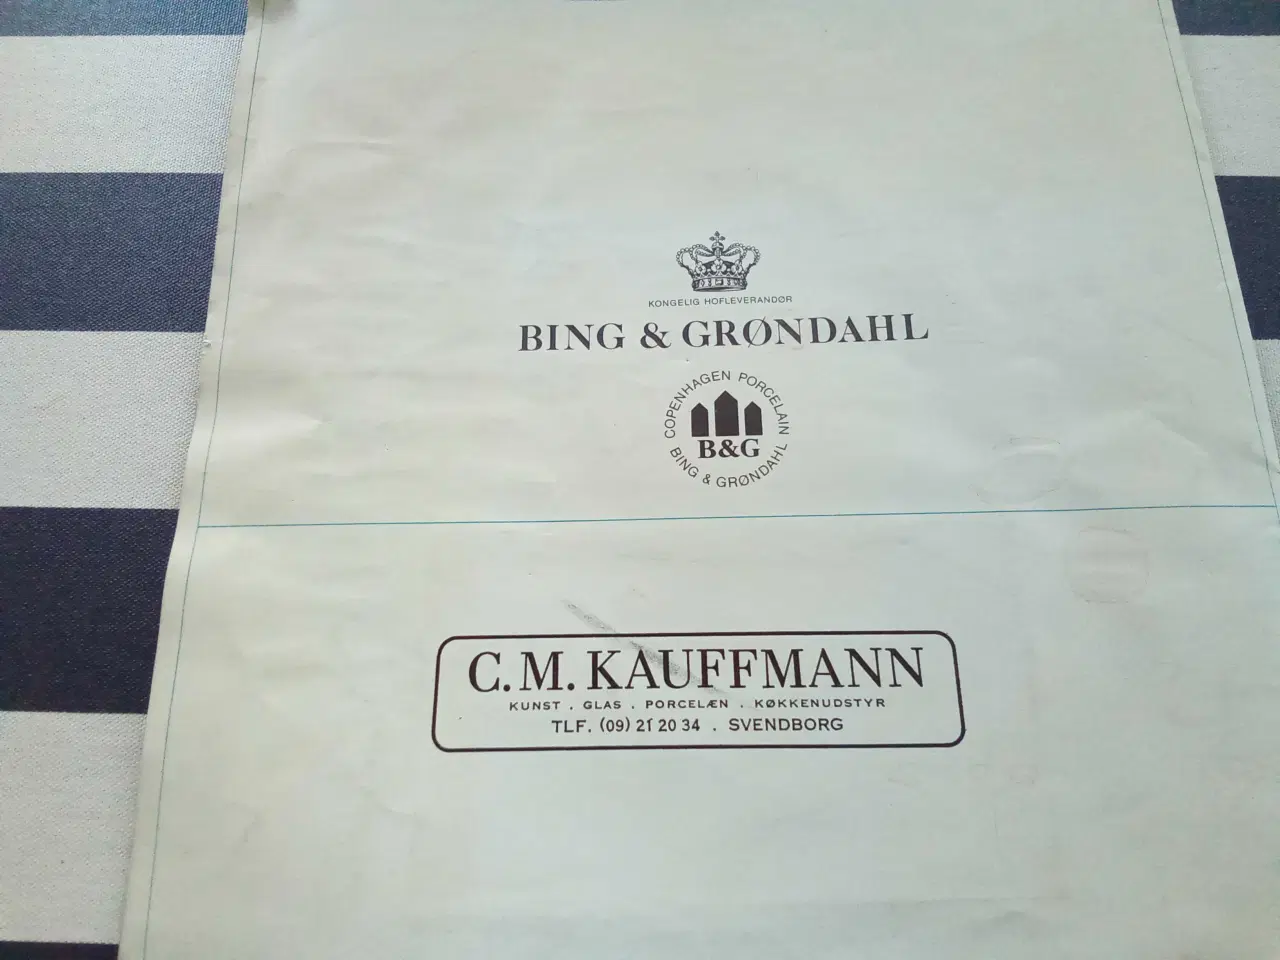 KONGELIG HOFLEVERANDØR
BING & GRØNDAHL
COPENHAGEN PORCELAIN
B&G
BING & GRØNDAHL
C.M. KAUFFMANN
KUNST . GLAS . PORCELÆN . KØKKENUDSTYR
TLF. (09) 21 20 34 . SVENDBORG